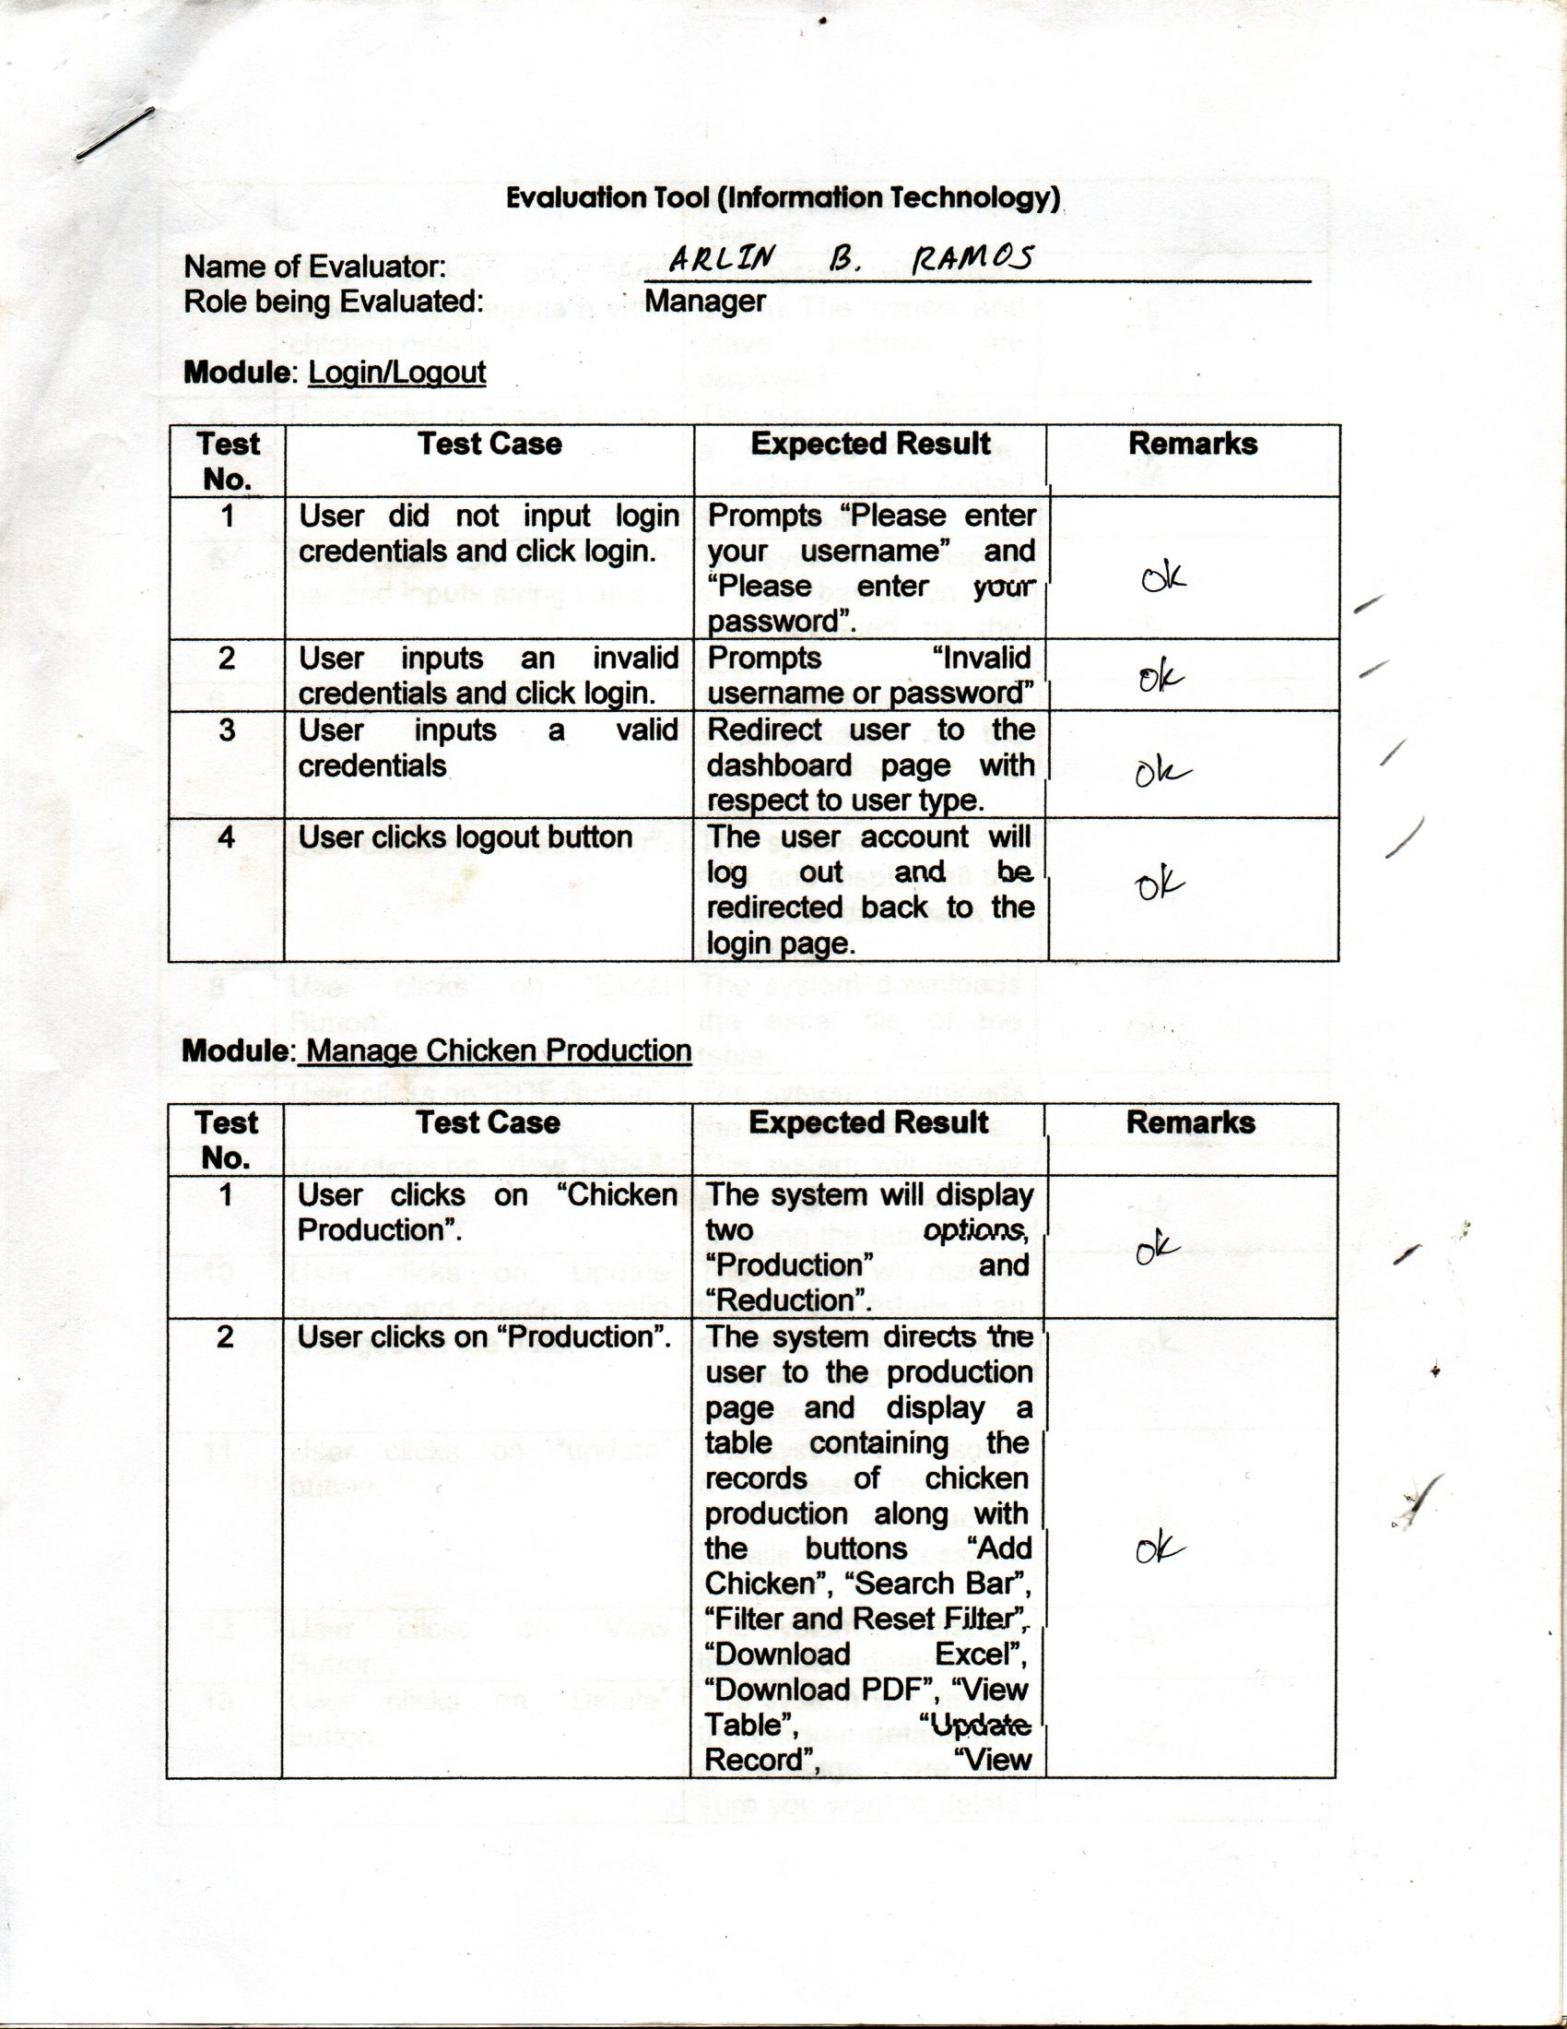 Evaluation Tool (Information Technology)
Name of Evaluator: ARLIN B. RAMOS
Role being Evaluated: Manager
Module: Login/Logout
Test No. Test Case Expected Result Remarks
1 User did not input login credentials and click login. Prompts “Please enter your username” and “Please enter your password”. ok
2 User inputs an invalid credentials and click login. Prompts “Invalid username or password” ok
3 User inputs a valid credentials Redirect user to the dashboard page with respect to user type. ok
4 User clicks logout button The user account will log out and be redirected back to the login page. ok
Module: Manage Chicken Production
Test No. Test Case Expected Result Remarks
1 User clicks on “Chicken Production”. The system will display two options, “Production” and “Reduction”. ok
2 User clicks on “Production”. The system directs the user to the production page and display a table containing the records of chicken production along with the buttons “Add Chicken”, “Search Bar”, “Filter and Reset Filter”, “Download Excel”, “Download PDF”, “View Table”, “Update Record”, “View ok